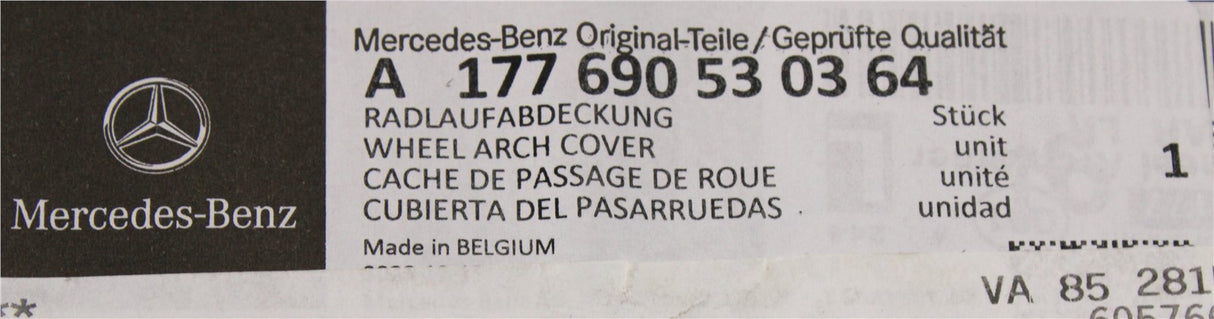 Mercedes-Benz
Mercedes-Benz Original-Teile/Geprüfte Qualität
A 177 690 53 03 64
RADLAUFABDECKUNG Stück
WHEEL ARCH COVER unit 1
CACHE DE PASSAGE DE ROUE unité
CUBIERTA DEL PASARRUEDAS unidad
Made in BELGIUM
VA 85 281
**